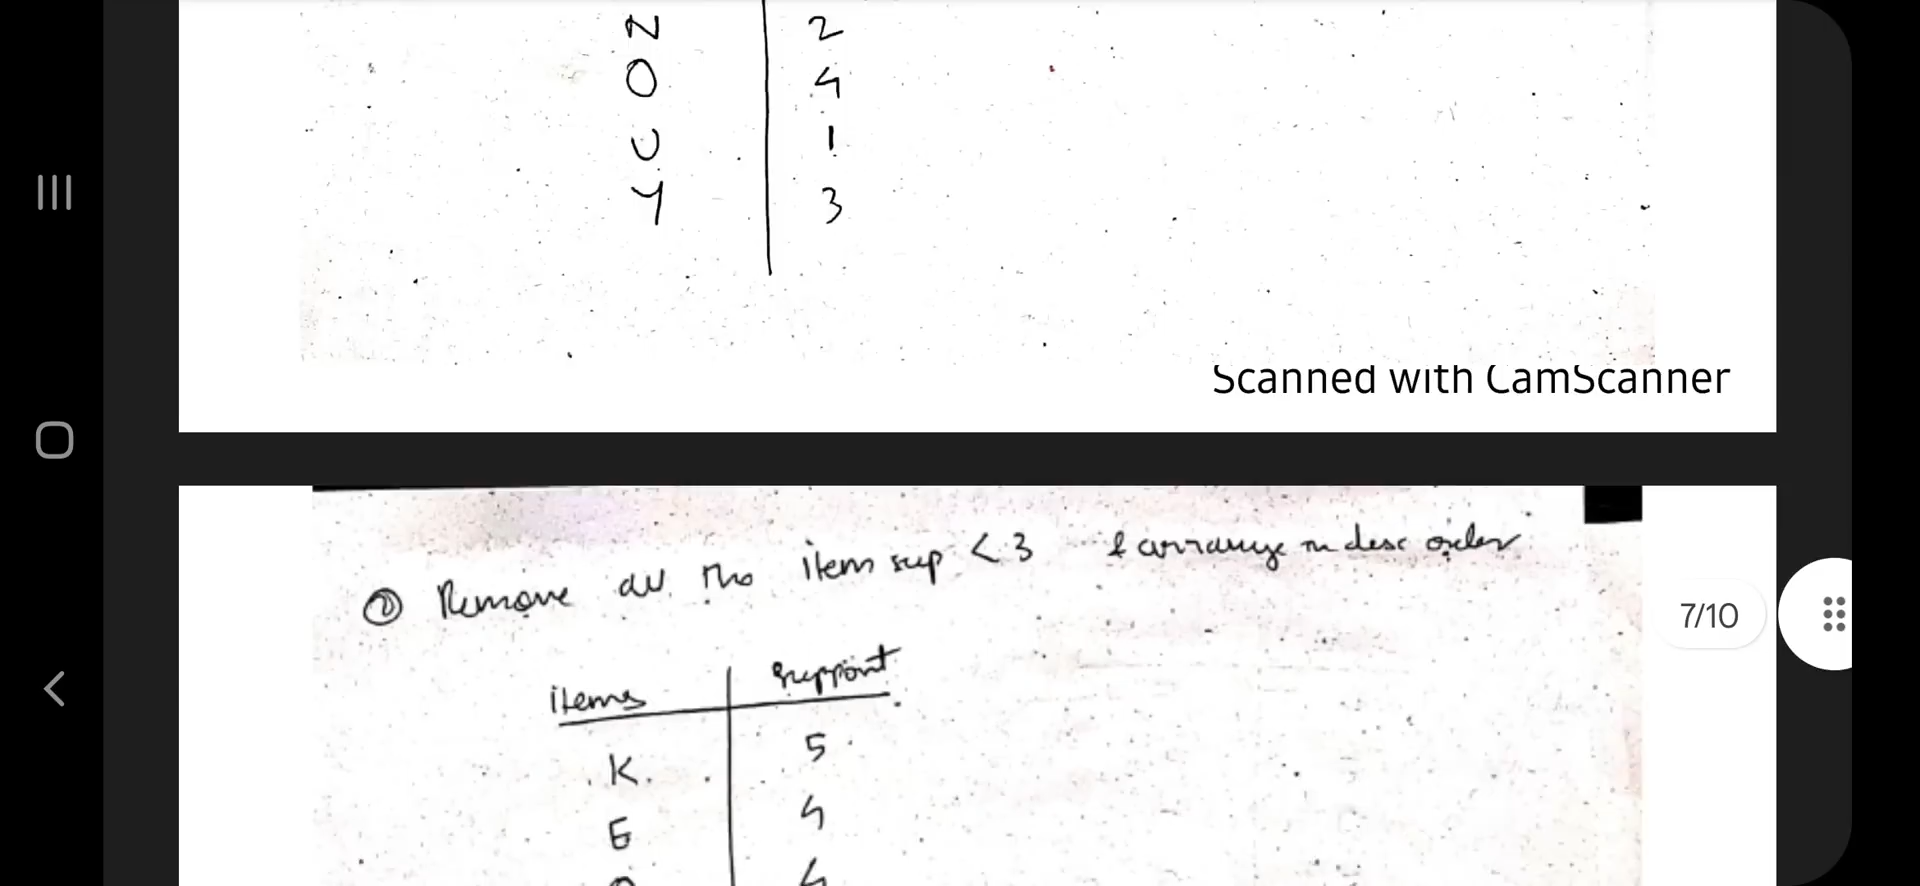 N 2
O 4
U 1
Y 3
Scanned with CamScanner
② Remove all the item sup < 3 & arrange in desc order
7/10
items support
K. 5
E 4